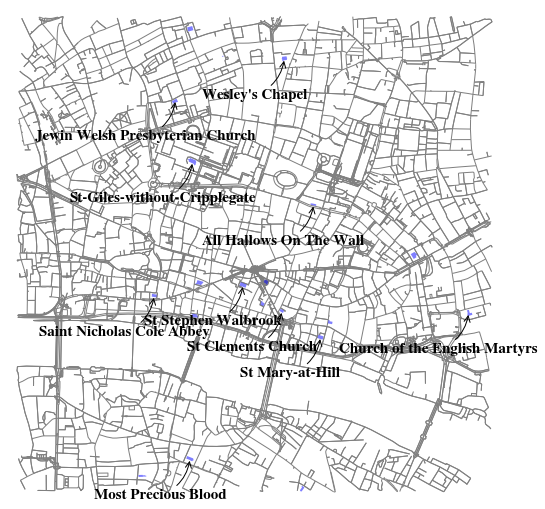 Wesley's Chapel
Jewin Welsh Presbyterian Church
St-Giles-without-Cripplegate
All Hallows On The Wall
St Stephen Walbrook
Saint Nicholas Cole Abbey
St Clements Church
Church of the English Martyrs
St Mary-at-Hill
Most Precious Blood